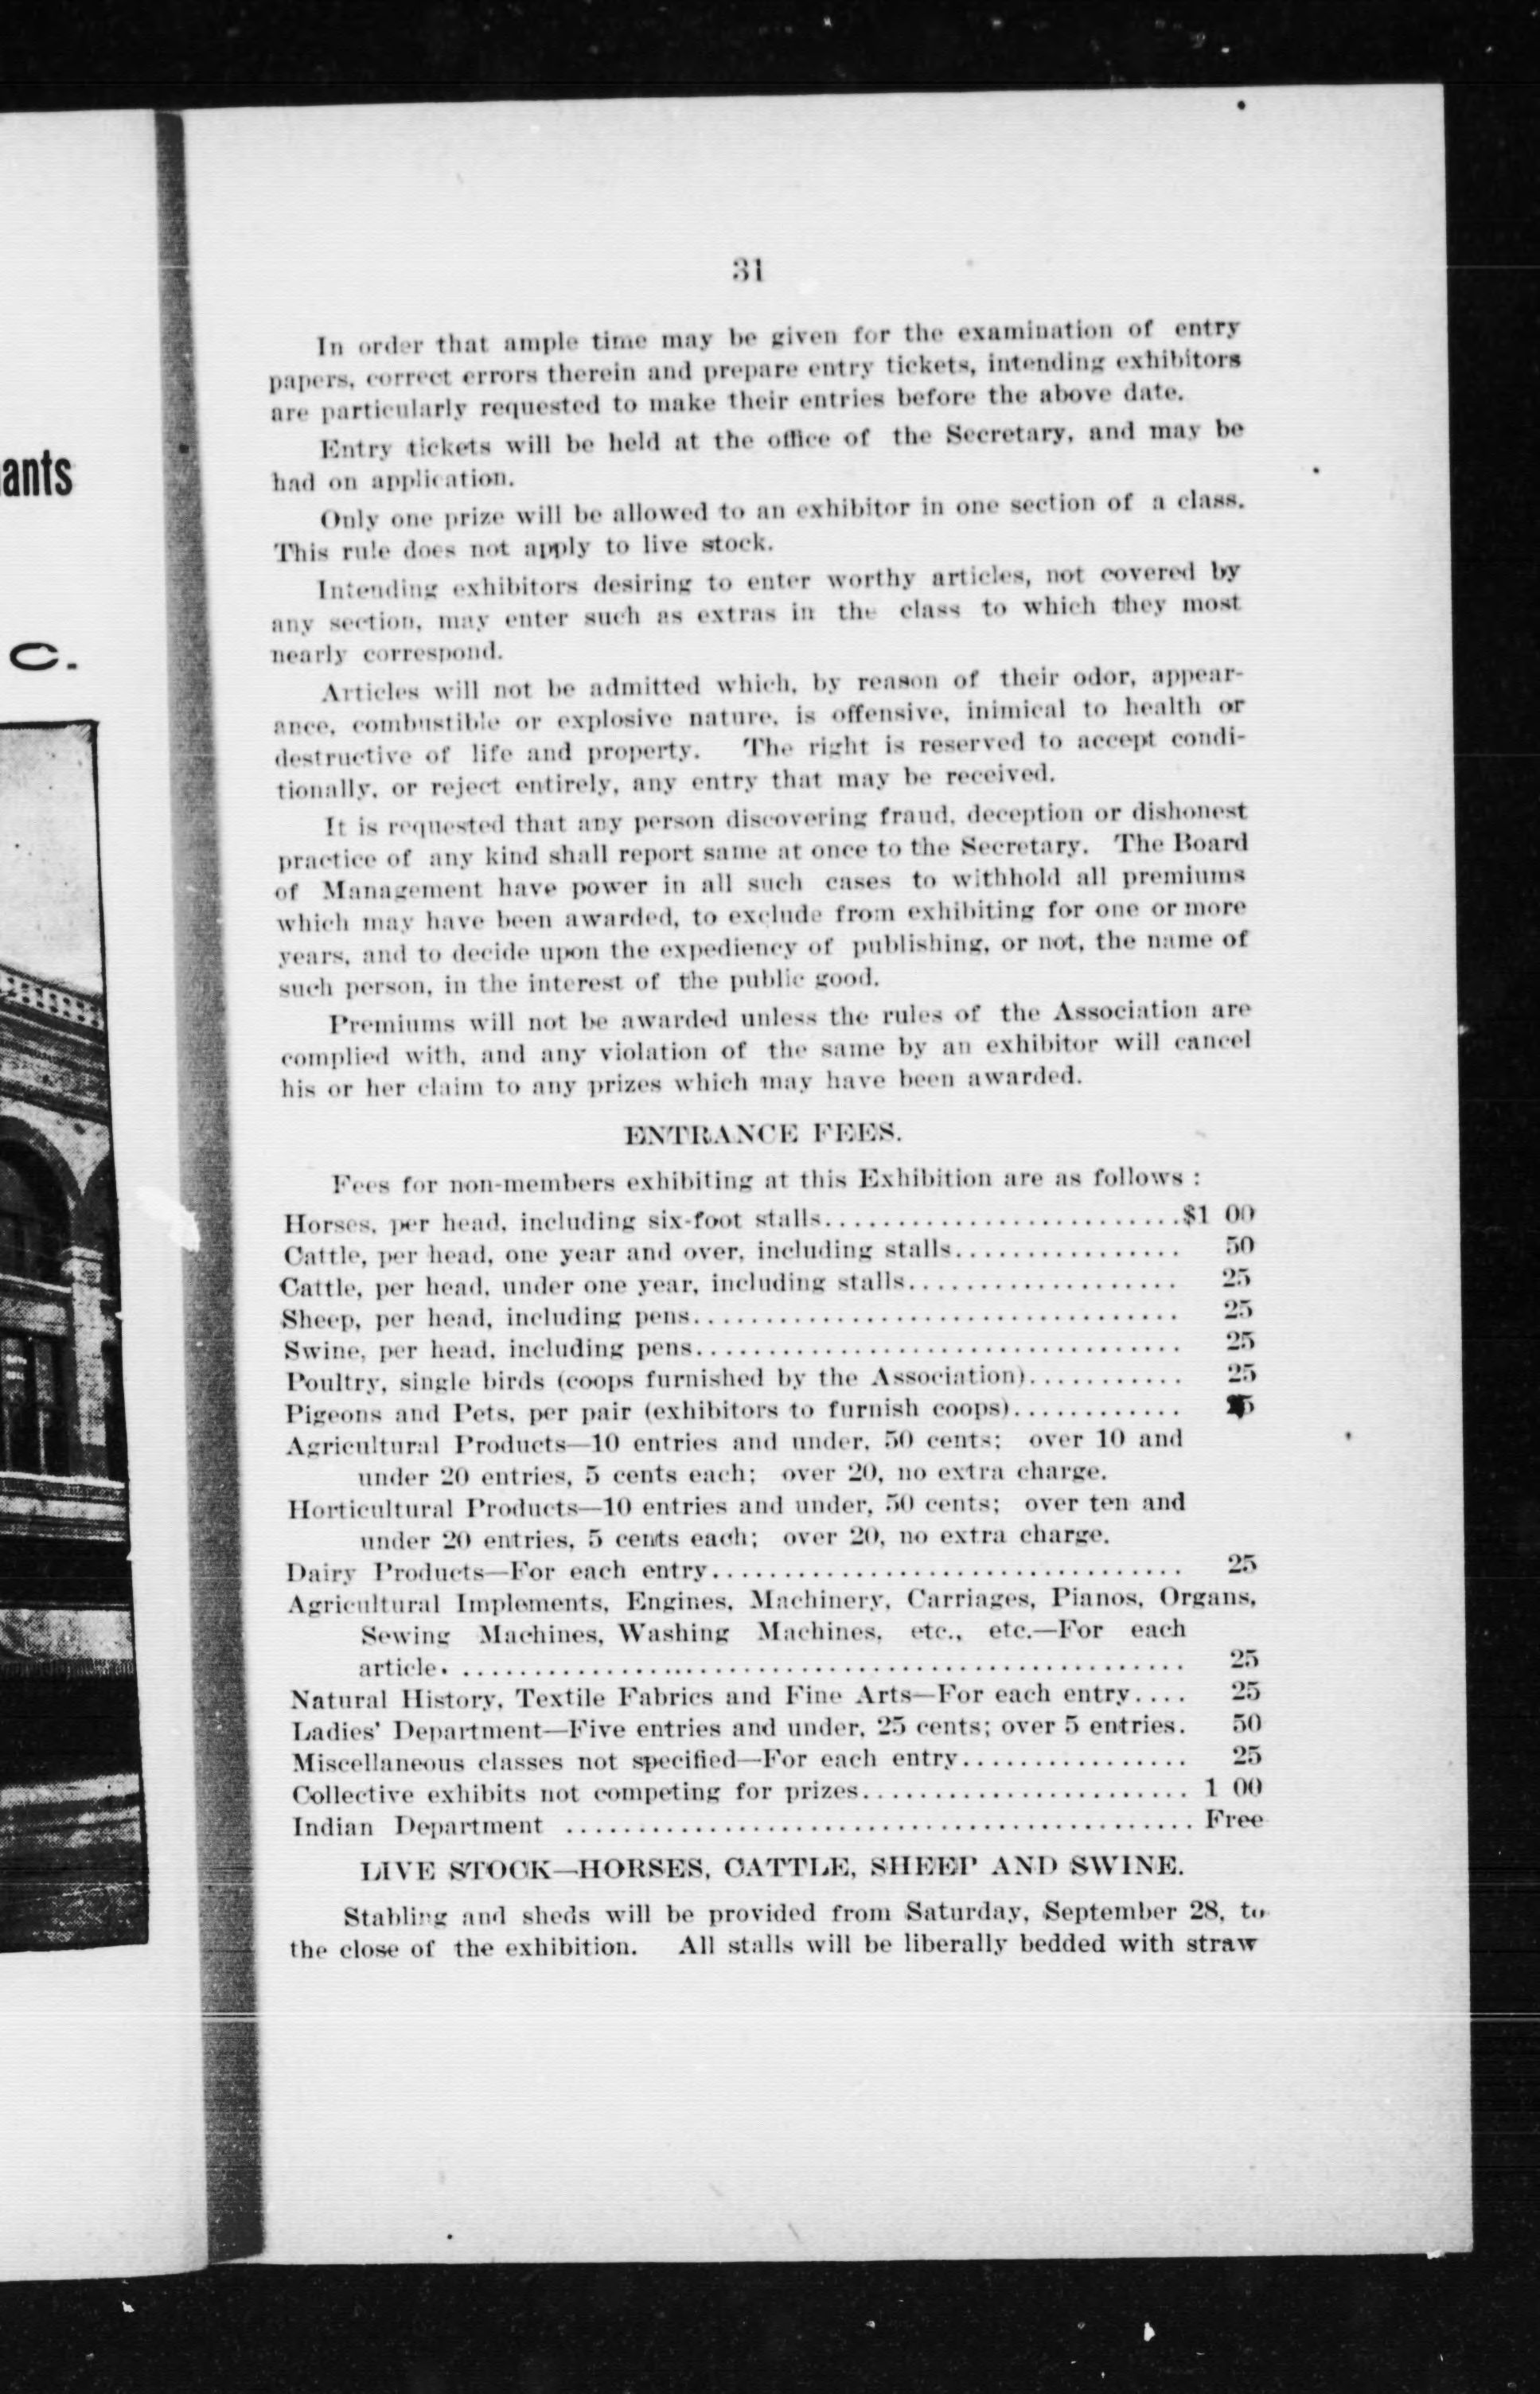 ants
C.
31
In order that ample time may be given for the examination of entry
papers, correct errors therein and prepare entry tickets, intending exhibitors
are particularly requested to make their entries before the above date.
Entry tickets will be held at the office of the Secretary, and may be
had on application.
Only one prize will be allowed to an exhibitor in one section of a class.
This rule does not apply to live stock.
Intending exhibitors desiring to enter worthy articles, not covered by
any section, may enter such as extras in the class to which they most
nearly correspond.
Articles will not be admitted which, by reason of their odor, appear-
ance, combustible or explosive nature, is offensive, inimical to health or
destructive of life and property. The right is reserved to accept condi-
tionally, or reject entirely, any entry that may be received.
It is requested that any person discovering fraud, deception or dishonest
practice of any kind shall report same at once to the Secretary. The Board
of Management have power in all such cases to withhold all premiums
which may have been awarded, to exclude from exhibiting for one or more
years, and to decide upon the expediency of publishing, or not, the name of
such person, in the interest of the public good.
Premiums will not be awarded unless the rules of the Association are
complied with, and any violation of the same by an exhibitor will cancel
his or her claim to any prizes which may have been awarded.
ENTRANCE FEES.
Fees for non-members exhibiting at this Exhibition are as follows :
Horses, per head, including six-foot stalls.........................$1 00
Cattle, per head, one year and over, including stalls................ 50
Cattle, per head, under one year, including stalls................... 25
Sheep, per head, including pens.................................. 25
Swine, per head, including pens.................................. 25
Poultry, single birds (coops furnished by the Association)........... 25
Pigeons and Pets, per pair (exhibitors to furnish coops)............
Agricultural Products—10 entries and under, 50 cents; over 10 and
under 20 entries, 5 cents each; over 20, no extra charge.
Horticultural Products—10 entries and under, 50 cents; over ten and
under 20 entries, 5 cents each; over 20, no extra charge.
Dairy Products—For each entry................................. 25
Agricultural Implements, Engines, Machinery, Carriages, Pianos, Organs,
Sewing Machines, Washing Machines, etc., etc.—For each
article. ................................................... 25
Natural History, Textile Fabrics and Fine Arts—For each entry.... 25
Ladies' Department—Five entries and under, 25 cents; over 5 entries. 50
Miscellaneous classes not specified—For each entry................ 25
Collective exhibits not competing for prizes....................... 1 00
Indian Department ............................................ Free
LIVE STOCK—HORSES, CATTLE, SHEEP AND SWINE.
Stabling and sheds will be provided from Saturday, September 28, to
the close of the exhibition. All stalls will be liberally bedded with straw